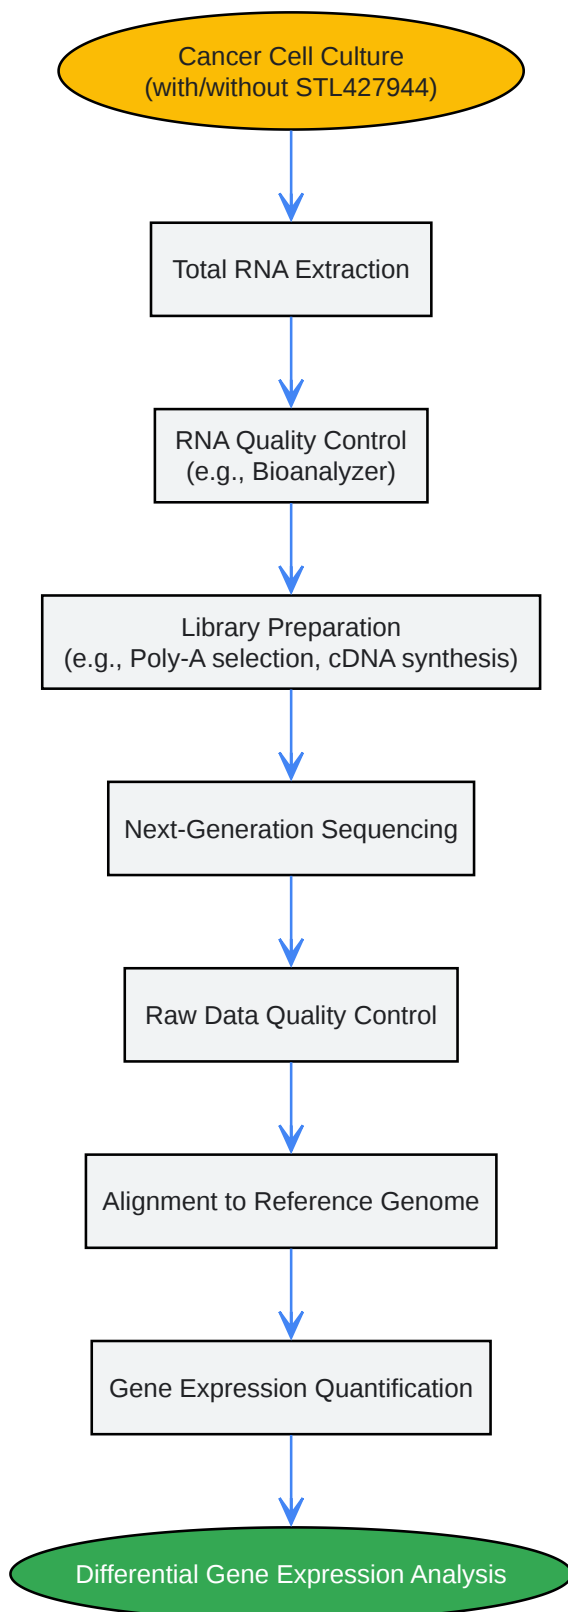 Cancer Cell Culture
(with/without STL427944)
Total RNA Extraction
RNA Quality Control
(e.g., Bioanalyzer)
Library Preparation
(e.g., Poly-A selection, cDNA synthesis)
Next-Generation Sequencing
Raw Data Quality Control
Alignment to Reference Genome
Gene Expression Quantification
Differential Gene Expression Analysis